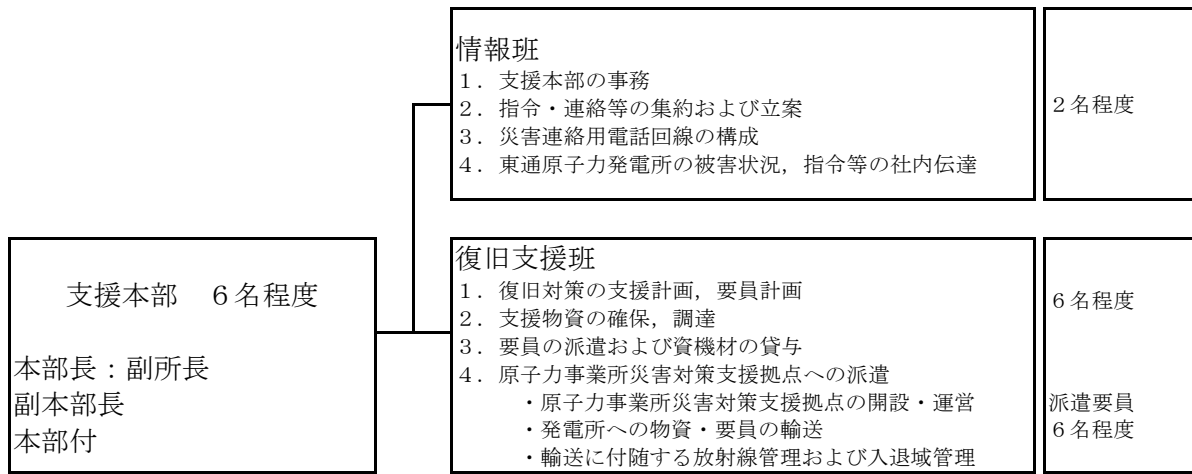 情報班
１．支援本部の事務
２．指令・連絡等の集約および立案
３．災害連絡用電話回線の構成
４．東通原子力発電所の被害状況，指令等の社内伝達
２名程度
支援本部　６名程度
本部長：副所長
副本部長
本部付
復旧支援班
１．復旧対策の支援計画，要員計画
２．支援物資の確保，調達
３．要員の派遣および資機材の貸与
４．原子力事業所災害対策支援拠点への派遣
・原子力事業所災害対策支援拠点の開設・運営
・発電所への物資・要員の輸送
・輸送に付随する放射線管理および入退域管理
６名程度
派遣要員
６名程度